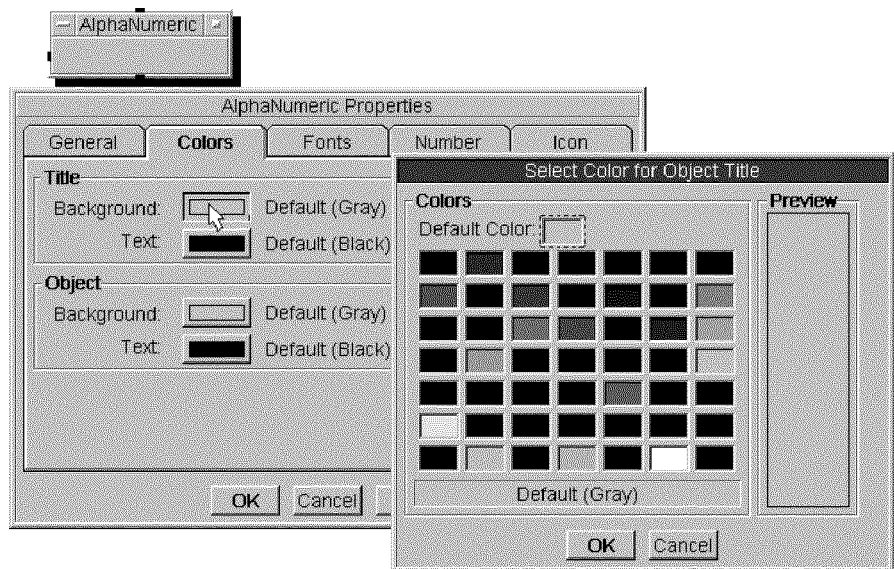 AlphaNumeric
AlphaNumeric Properties
General Colors Fonts Number Icon
Title
Background: Default (Gray)
Text: Default (Black)
Object
Background: Default (Gray)
Text: Default (Black)
OK Cancel
Select Color for Object Title
Colors
Default Color:
Default (Gray)
Preview
OK Cancel